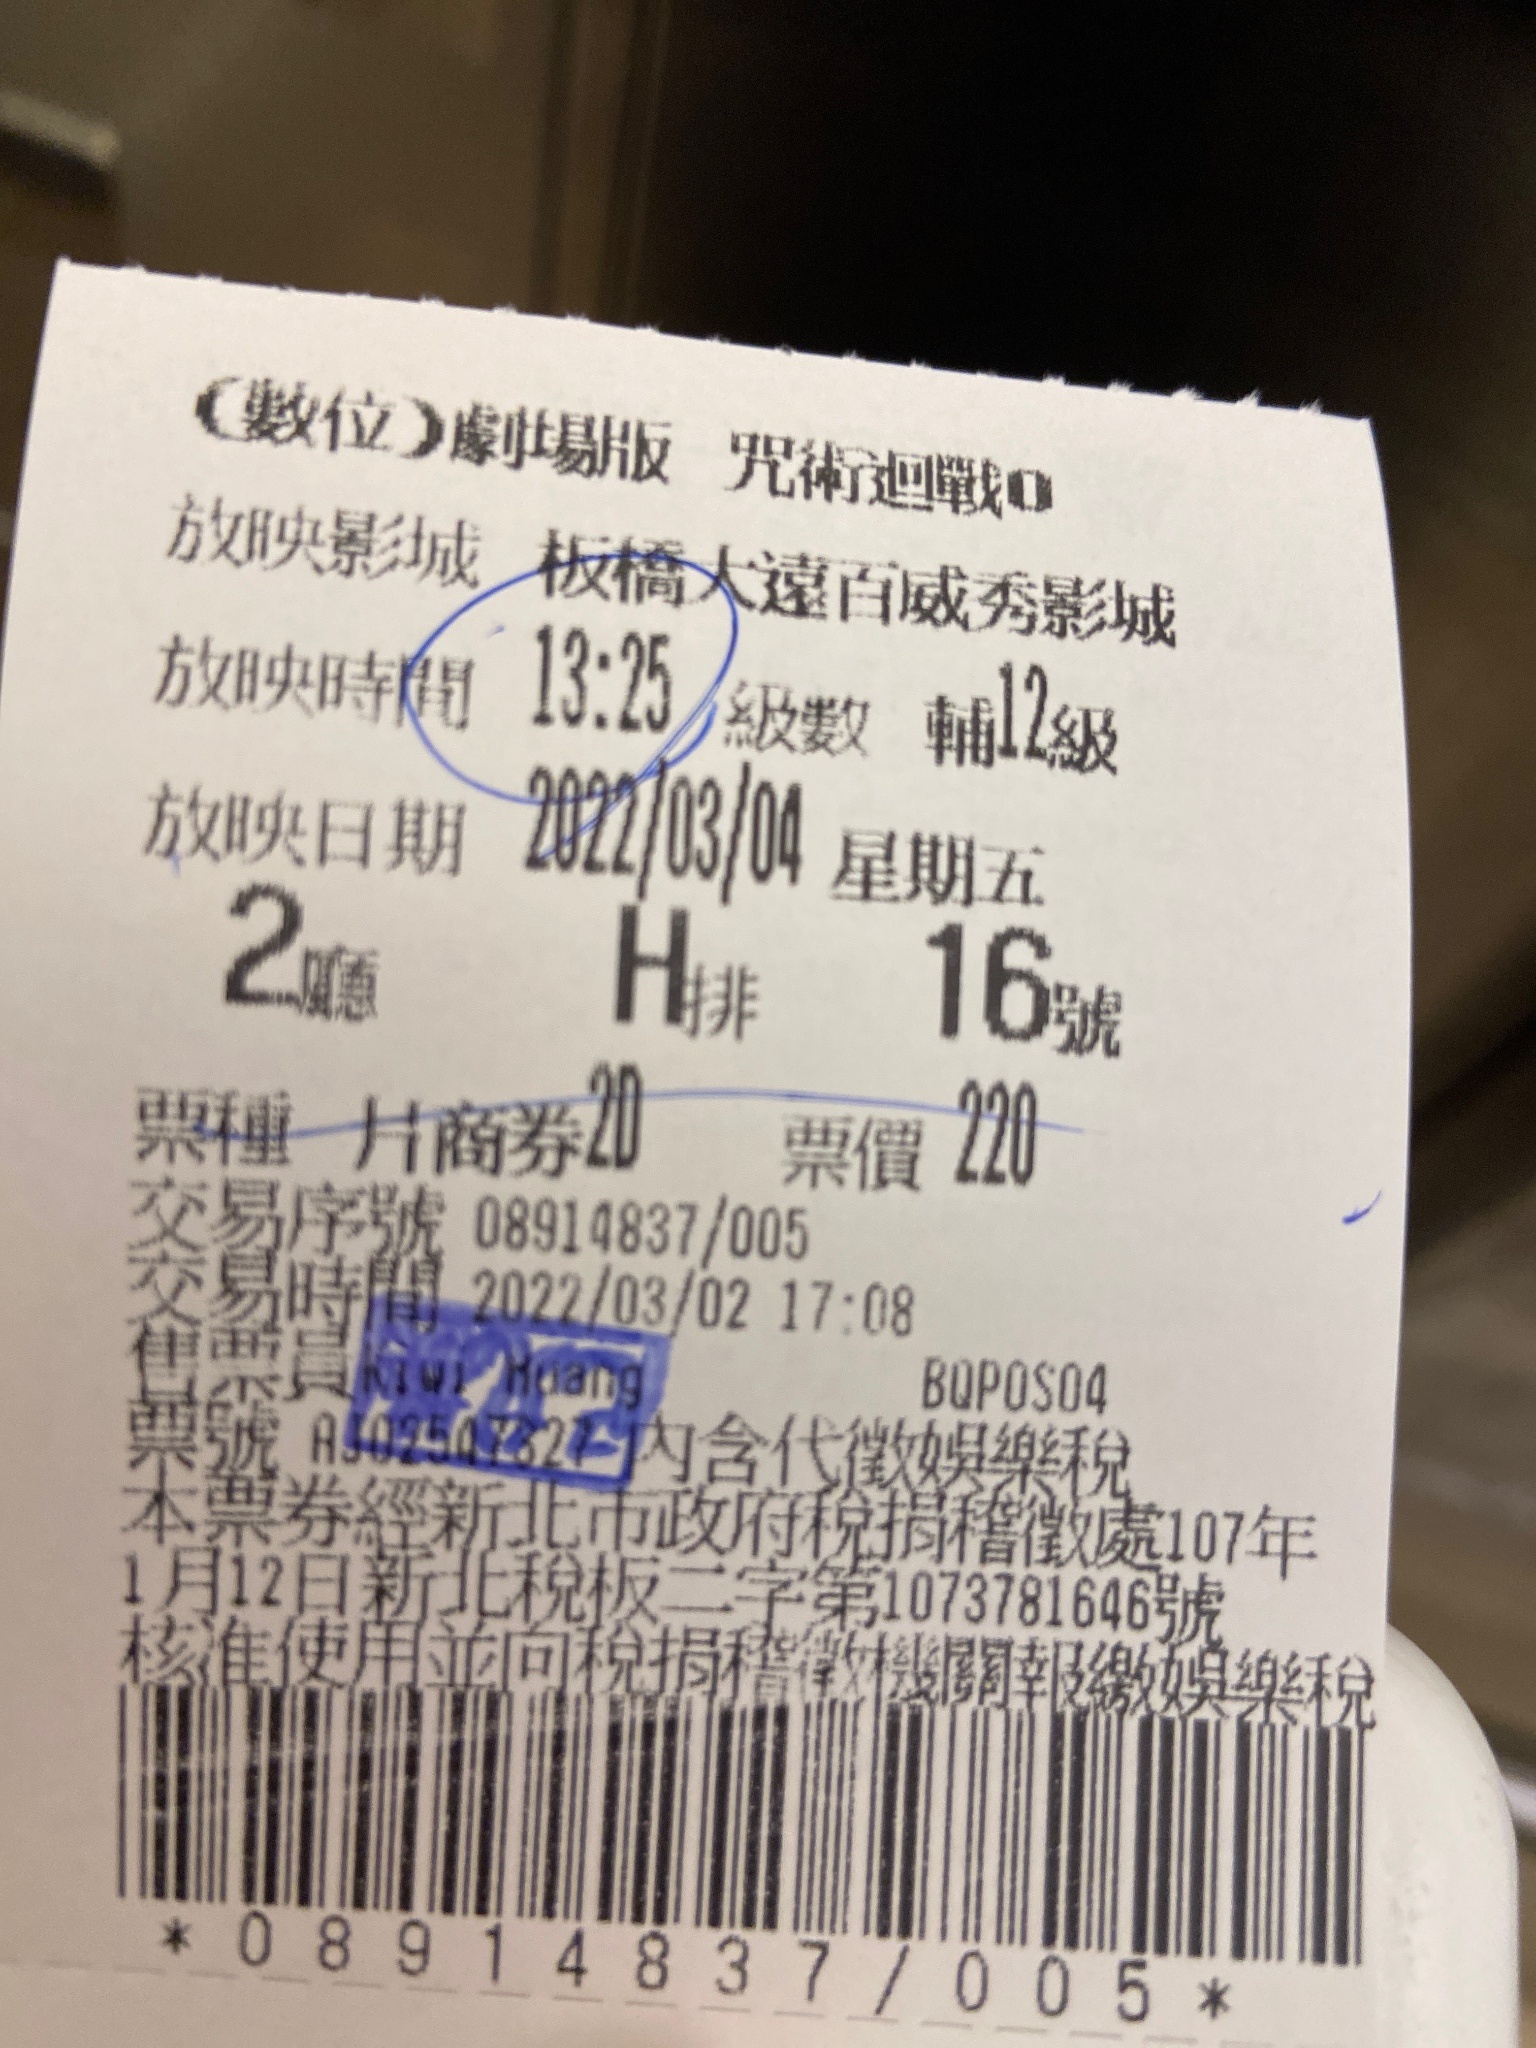 (數位)劇場版 咒術迴戰0
放映影城 板橋大遠百威秀影城
放映時間 13:25 級數 輔12級
放映日期 2022/03/04 星期五
2廳 H排 16號
票種 片商券2D 票價 220
交易序號 08914837/005
交易時間 2022/03/02 17:08
售票員 Kiwi Huang BQPOS04
票號 內含代徵娛樂稅
本票券經新北市政府稅捐稽徵處107年
1月12日新北稅板二字第1073781646號
核准使用並向稅捐稽徵機關報繳娛樂稅
*08914837/005*